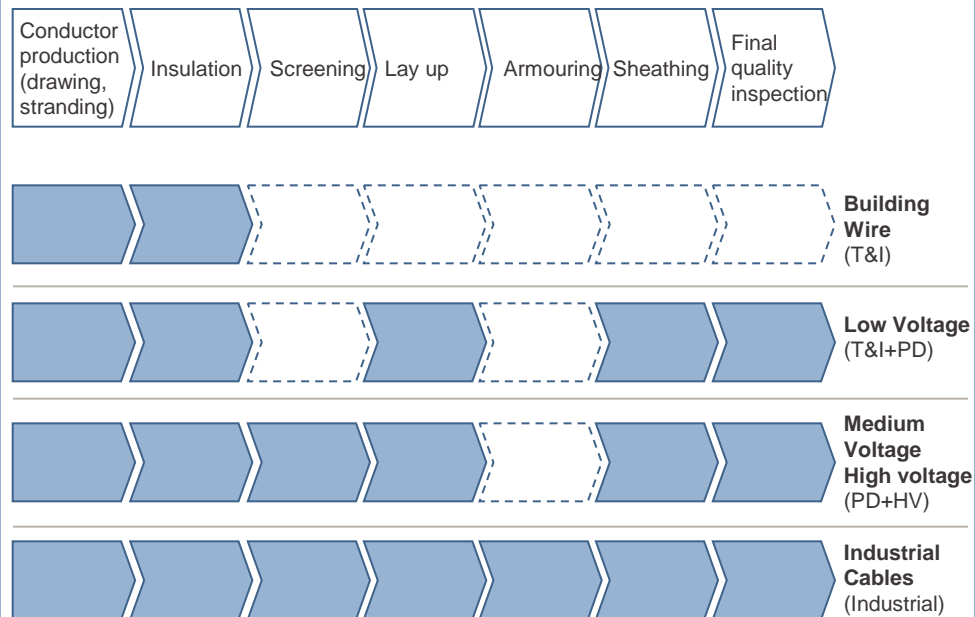 Conductor
production
(drawing,
stranding)
Insulation
Screening
Lay up
Armouring
Sheathing
Final
quality
inspection
Building
Wire
(T&I)
Low Voltage
(T&I+PD)
Medium
Voltage
High voltage
(PD+HV)
Industrial
Cables
(Industrial)